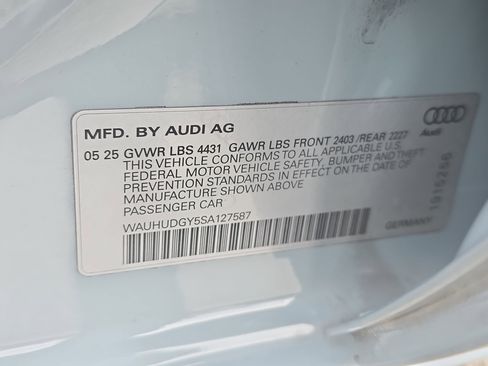 MFD. BY AUDI AG
05 25 GVWR LBS 4431 GAWR LBS FRONT 2403 /REAR 2227
THIS VEHICLE CONFORMS TO ALL APPLICABLE U.S.
FEDERAL MOTOR VEHICLE SAFETY, BUMPER AND THEFT
PREVENTION STANDARDS IN EFFECT ON THE DATE OF
MANUFACTURE SHOWN ABOVE
PASSENGER CAR
WAUHUDGY5SA127587
Audi
GERMANY